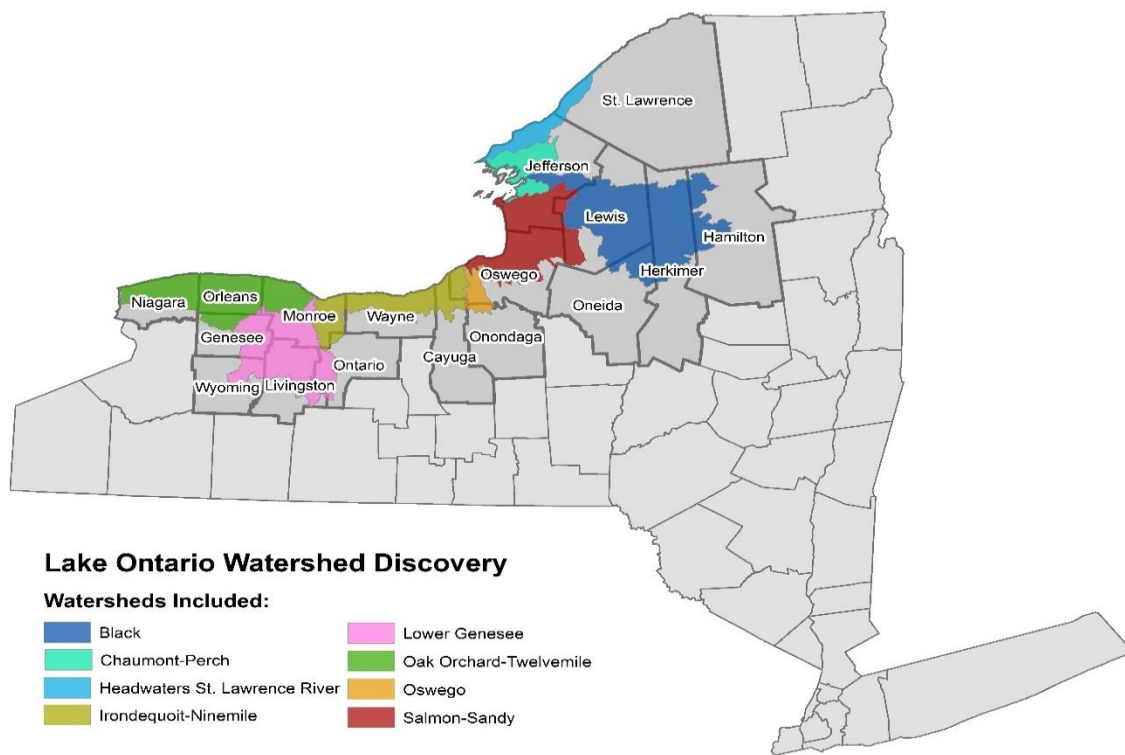 St. Lawrence
Jefferson
Lewis
Hamilton
Oswego
Herkimer
Niagara
Orleans
Monroe
Wayne
Oneida
Genesee
Onondaga
Ontario
Cayuga
Wyoming
Livingston
Lake Ontario Watershed Discovery
Watersheds Included:
Black
Chaumont-Perch
Headwaters St. Lawrence River
Irondequoit-Ninemile
Lower Genesee
Oak Orchard-Twelvemile
Oswego
Salmon-Sandy